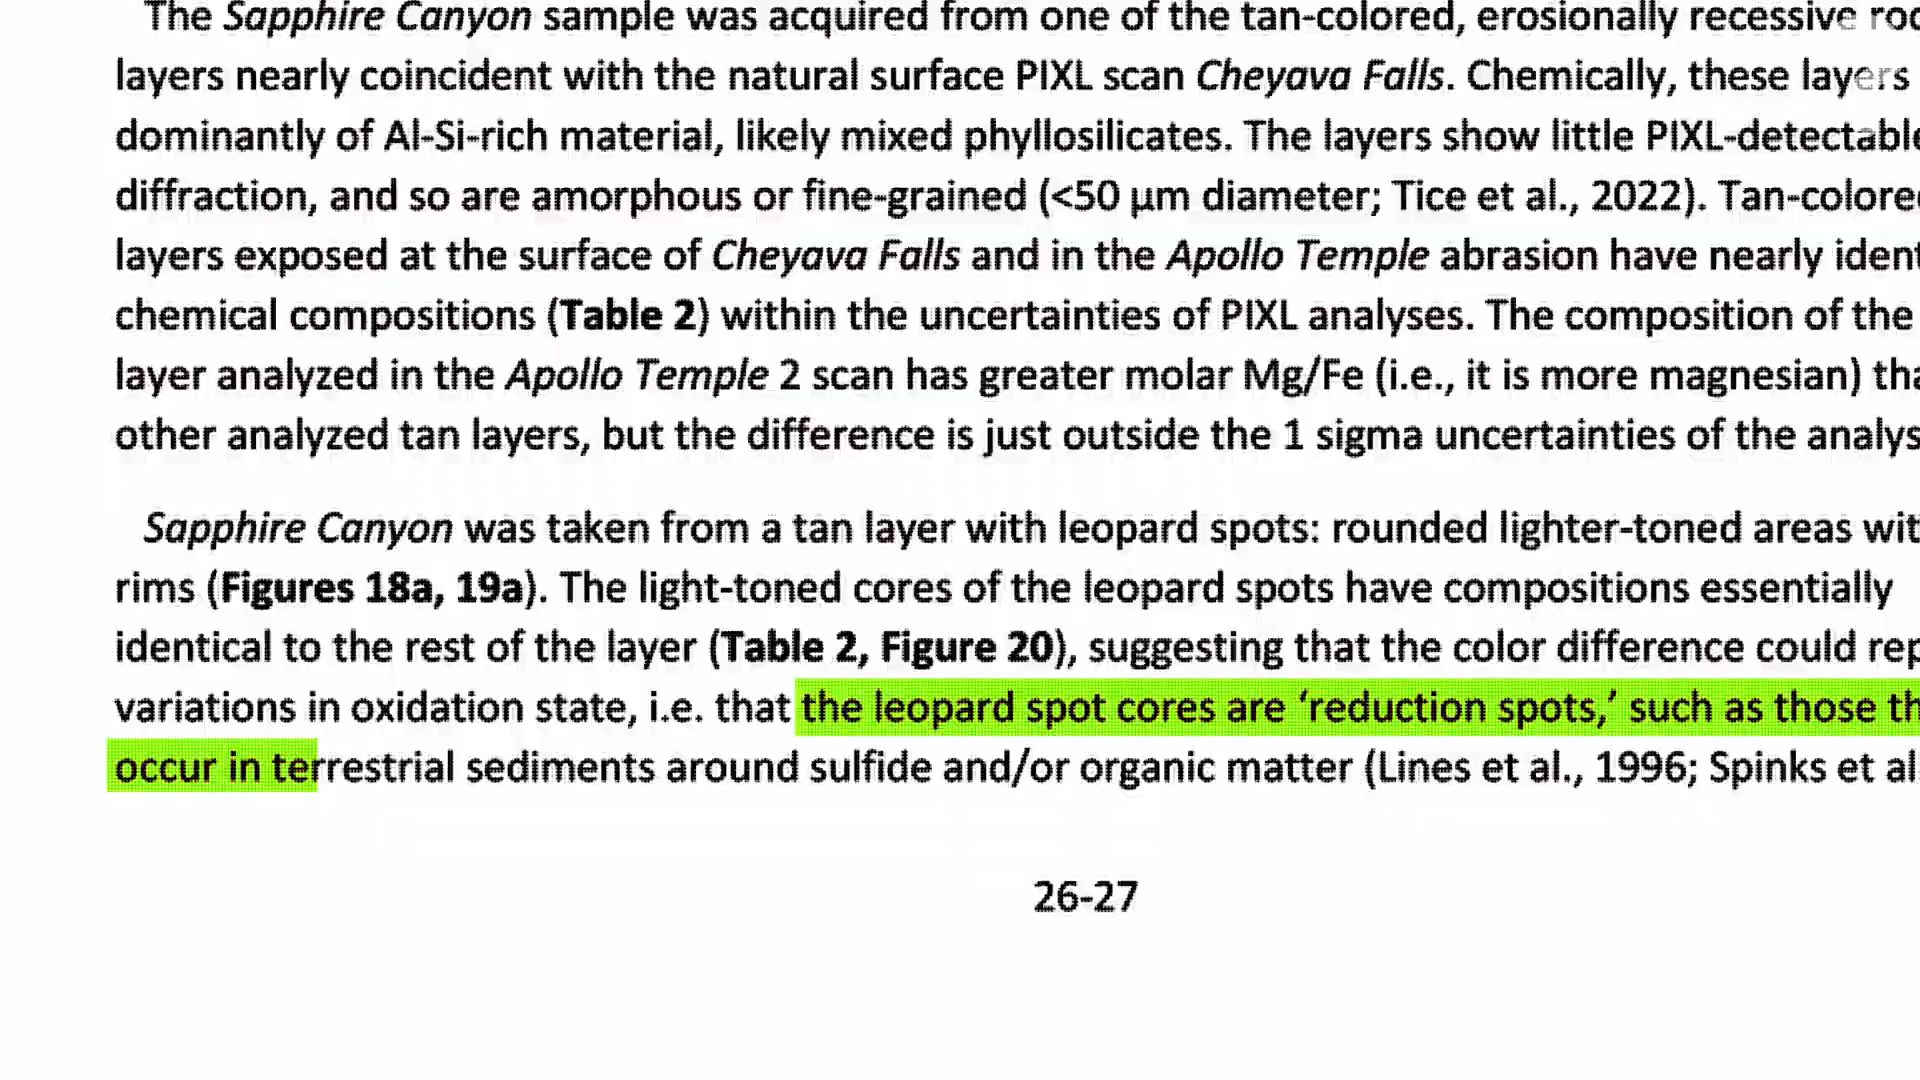 The Sapphire Canyon sample was acquired from one of the tan-colored, erosionally recessive
layers nearly coincident with the natural surface PIXL scan Cheyava Falls. Chemically, these layers
dominantly of Al-Si-rich material, likely mixed phyllosilicates. The layers show little PIXL-detectable
diffraction, and so are amorphous or fine-grained (<50 µm diameter; Tice et al., 2022). Tan-colored
layers exposed at the surface of Cheyava Falls and in the Apollo Temple abrasion have nearly
chemical compositions (Table 2) within the uncertainties of PIXL analyses. The composition of the
layer analyzed in the Apollo Temple 2 scan has greater molar Mg/Fe (i.e., it is more magnesian)
other analyzed tan layers, but the difference is just outside the 1 sigma uncertainties of the
Sapphire Canyon was taken from a tan layer with leopard spots: rounded lighter-toned areas
rims (Figures 18a, 19a). The light-toned cores of the leopard spots have compositions essentially
identical to the rest of the layer (Table 2, Figure 20), suggesting that the color difference could
variations in oxidation state, i.e. that the leopard spot cores are ‘reduction spots,’ such as those
occur in terrestrial sediments around sulfide and/or organic matter (Lines et al., 1996; Spinks et al
26-27